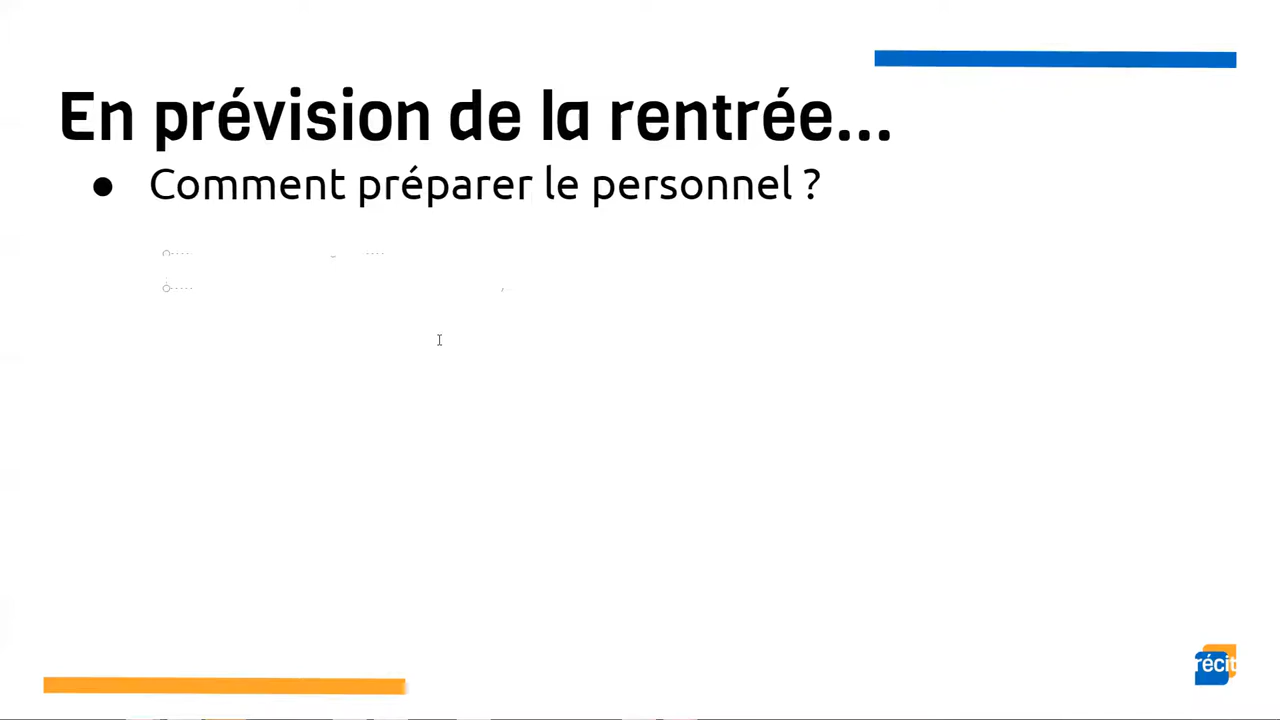 En prévision de la rentrée...
● Comment préparer le personnel ?
récit